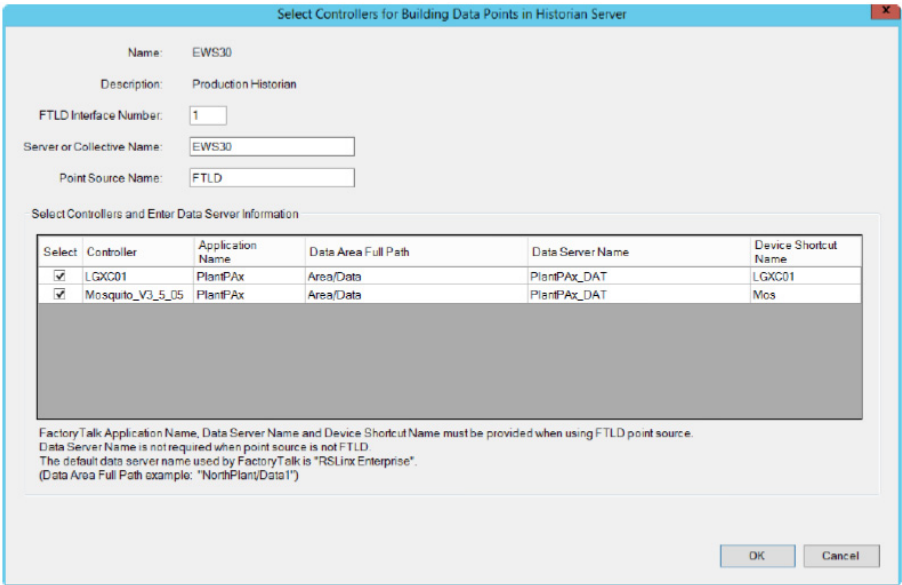 Select Controllers for Building Data Points in Historian Server
x
Name: EWS30
Description: Production Historian
FTLD Interface Number: 1
Server or Collective Name: EWS30
Point Source Name: FTLD
Select Controllers and Enter Data Server Information
Select Controller Application Name Data Area Full Path Data Server Name Device Shortcut Name
LGXC01 PlantPAx Area/Data PlantPAx_DAT LGXC01
Mosquito_V3_5_05 PlantPAx Area/Data PlantPAx_DAT Mos
FactoryTalk Application Name, Data Server Name and Device Shortcut Name must be provided when using FTLD point source.
Data Server Name is not required when point source is not FTLD.
The default data server name used by FactoryTalk is "RSLinx Enterprise".
(Data Area Full Path example: "NorthPlant/Data1")
OK Cancel